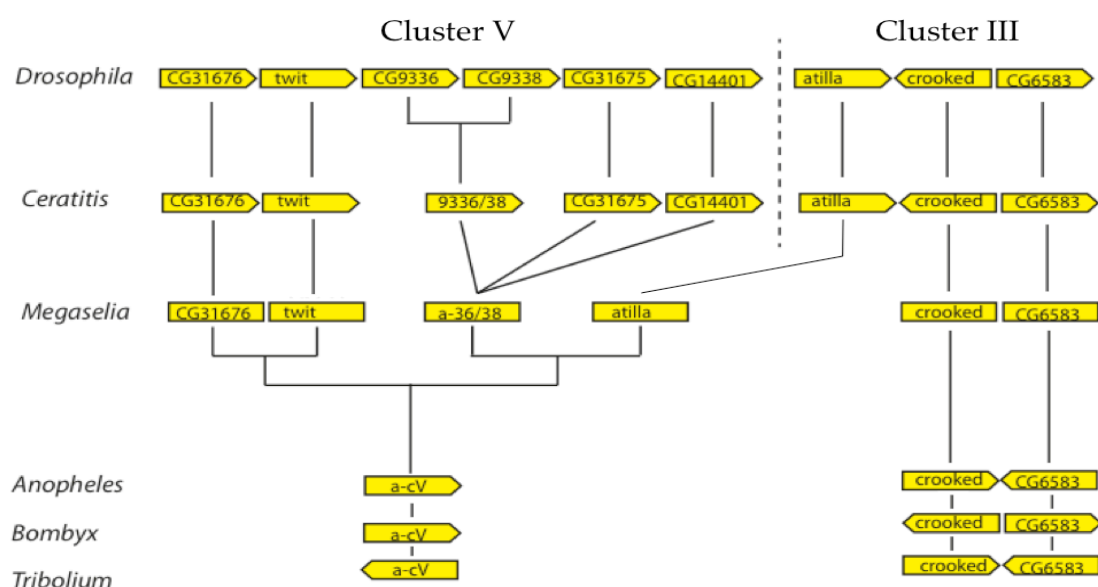 Cluster V Cluster III
Drosophila CG31676 twit CG9336 CG9338 CG31675 CG14401 atilla crooked CG6583
Ceratitis CG31676 twit 9336/38 CG31675 CG14401 atilla crooked CG6583
Megaselia CG31676 twit a-36/38 atilla crooked CG6583
Anopheles a-cV crooked CG6583
Bombyx a-cV crooked CG6583
Tribolium a-cV crooked CG6583